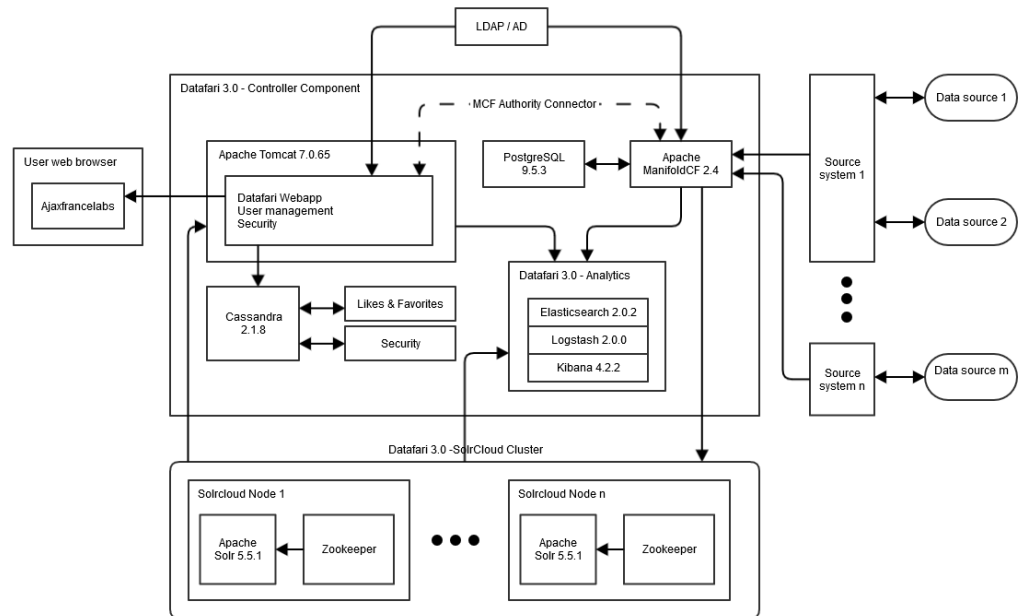 LDAP / AD
Datafari 3.0 - Controller Component
MCF Authority Connector
User web browser
Ajaxfrancelabs
Apache Tomcat 7.0.65
Datafari Webapp
User management
Security
PostgreSQL
9.5.3
Apache
ManifoldCF 2.4
Source
system 1
Data source 1
Data source 2
Cassandra
2.1.8
Likes & Favorites
Security
Datafari 3.0 - Analytics
Elasticsearch 2.0.2
Logstash 2.0.0
Kibana 4.2.2
Source
system n
Data source m
Datafari 3.0 -SolrCloud Cluster
Solrcloud Node 1
Apache
Solr 5.5.1
Zookeeper
Solrcloud Node n
Apache
Solr 5.5.1
Zookeeper